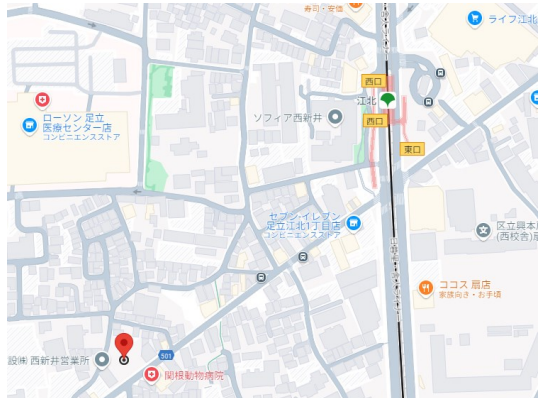 寿司・安価
ライフ江北
西口
江北
西口
東口
ローソン 足立
医療センター店
コンビニエンスストア
ソフィア西新井
セブン-イレブン
足立江北1丁目店
コンビニエンスストア
区立興本
(西校舎)
ココス 扇店
家族向き・お手頃
501
設㈱ 西新井営業所
関根動物病院